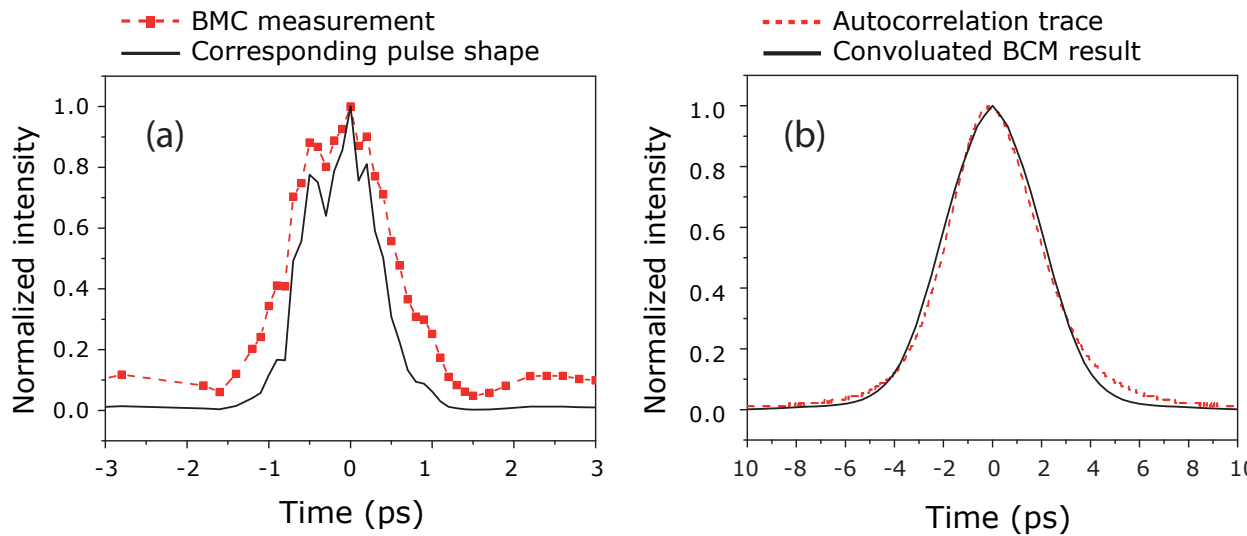 BMC measurement
Corresponding pulse shape
(a)
Normalized intensity
1.0
0.8
0.6
0.4
0.2
0.0
-3 -2 -1 0 1 2 3
Time (ps)
Autocorrelation trace
Convoluated BCM result
(b)
Normalized intensity
1.0
0.8
0.6
0.4
0.2
0.0
10 -8 -6 -4 -2 0 2 4 6 8 10
Time (ps)